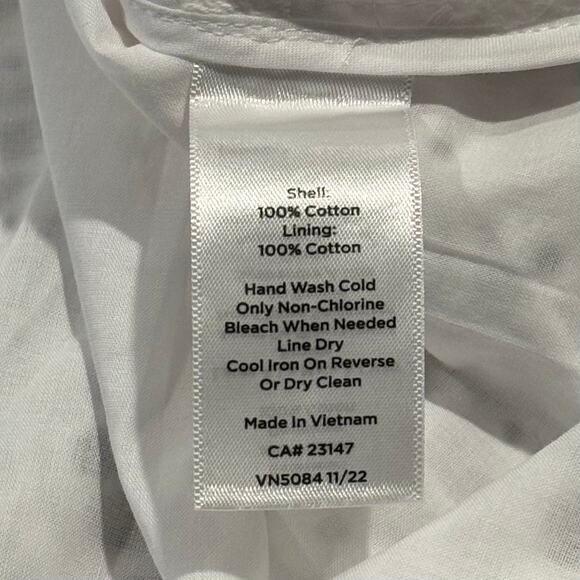 Shell:
100% Cotton
Lining:
100% Cotton
Hand Wash Cold
Only Non-Chlorine
Bleach When Needed
Line Dry
Cool Iron On Reverse
Or Dry Clean
Made in Vietnam
CA# 23147
VN5084 11/22